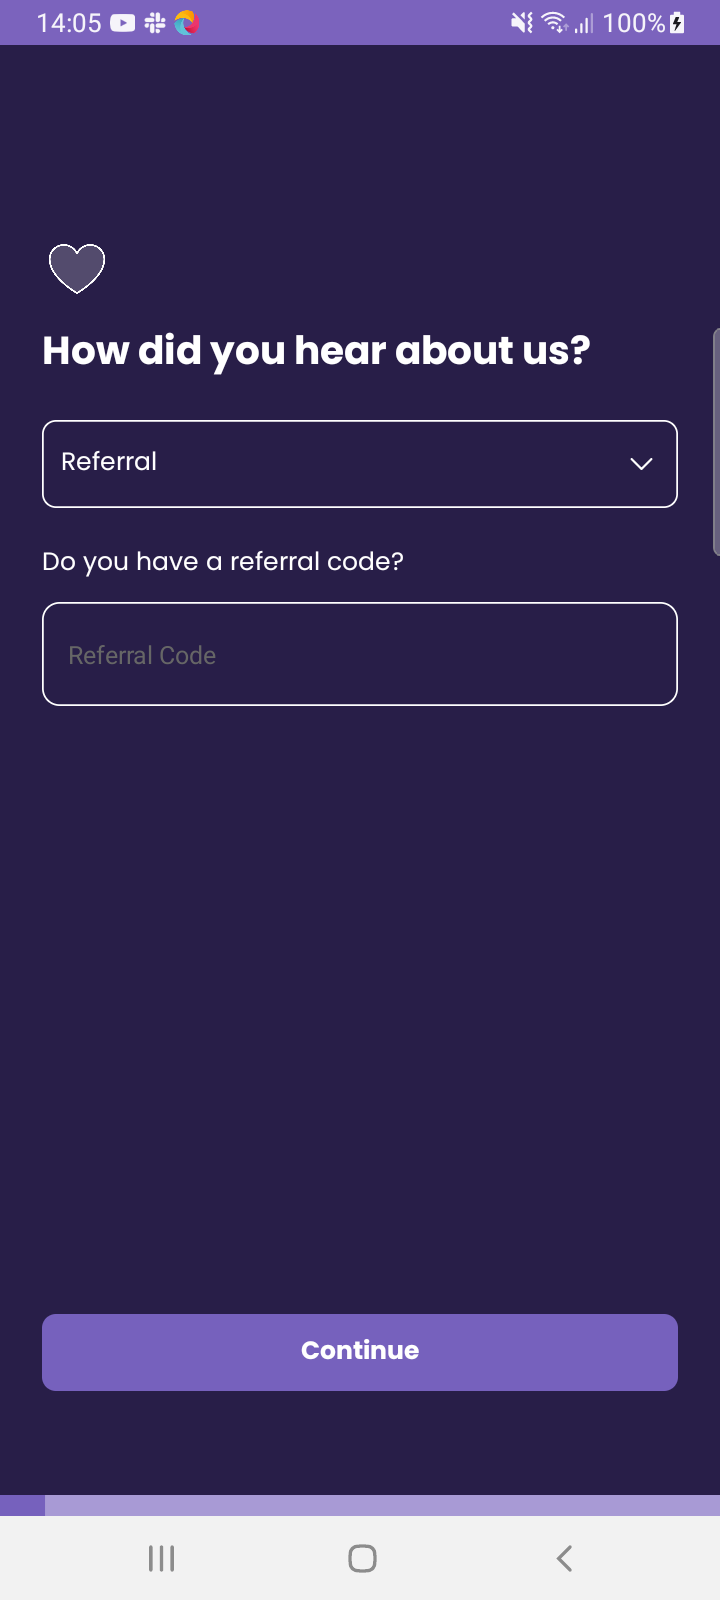 14:05 100%
How did you hear about us?
Referral
Do you have a referral code?
Referral Code
Continue